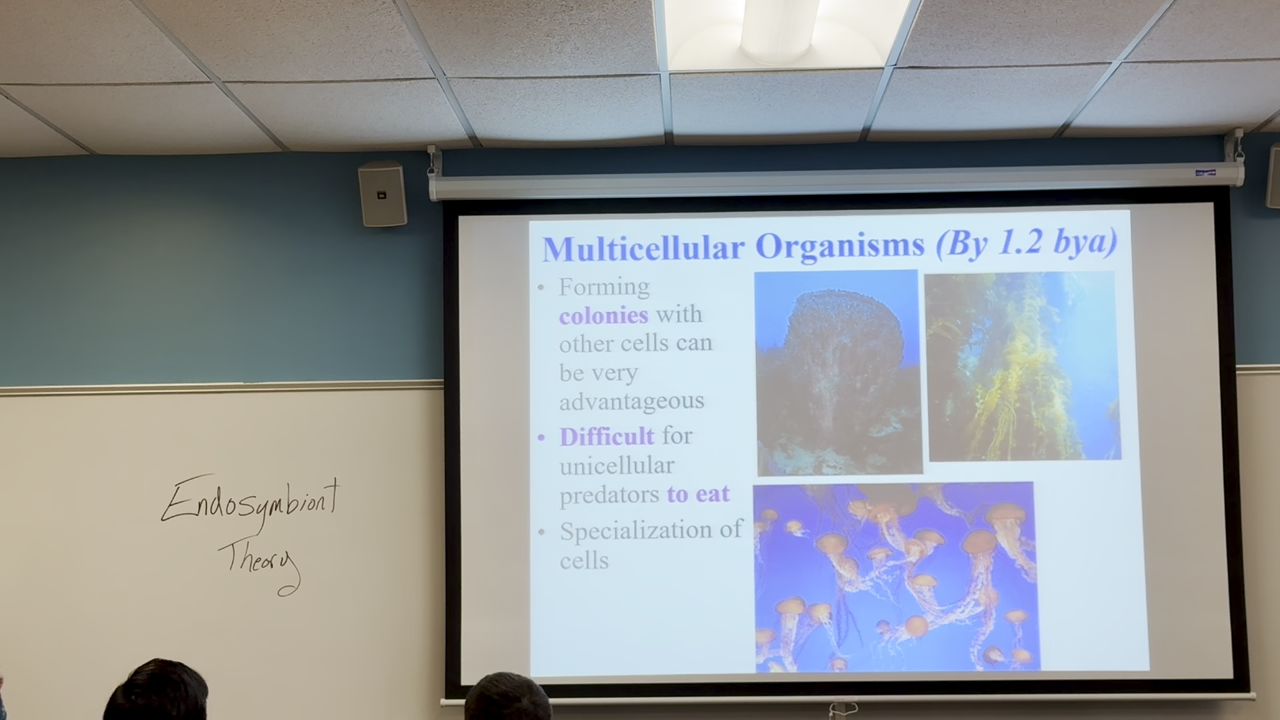 Multicellular Organisms (By 1.2 bya)
• Forming
colonies with
other cells can
be very
advantageous
• Difficult for
unicellular
predators to eat
• Specialization of
cells
Endosymbiont
Theory